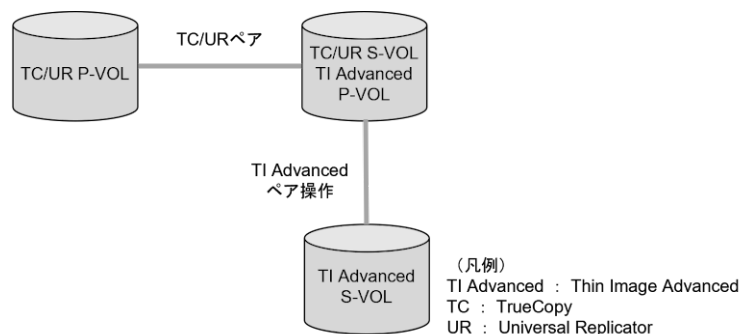 TC/URペア
TC/UR P-VOL
TC/UR S-VOL
TI Advanced
P-VOL
TI Advanced
ペア操作
TI Advanced
S-VOL
（凡例）
TI Advanced ： Thin Image Advanced
TC ： TrueCopy
UR ： Universal Replicator